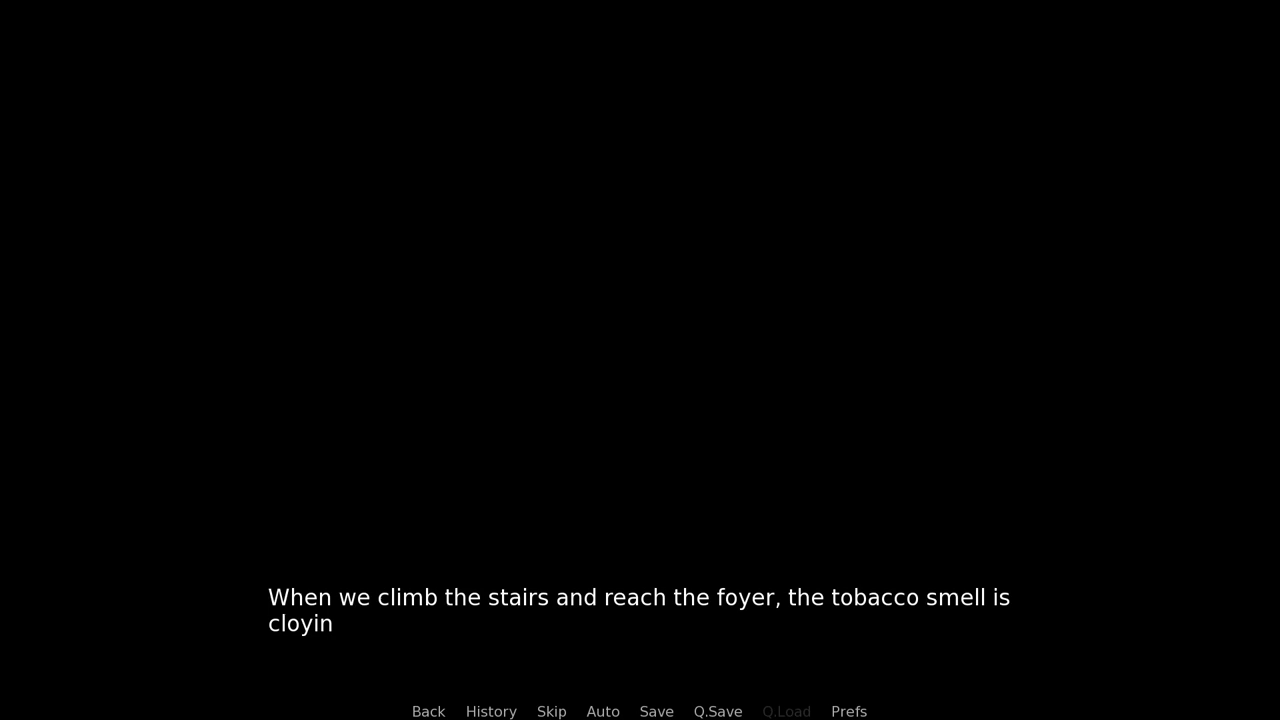 When we climb the stairs and reach the foyer, the tobacco smell is
cloyin
Back History Skip Auto Save Q.Save Q.Load Prefs